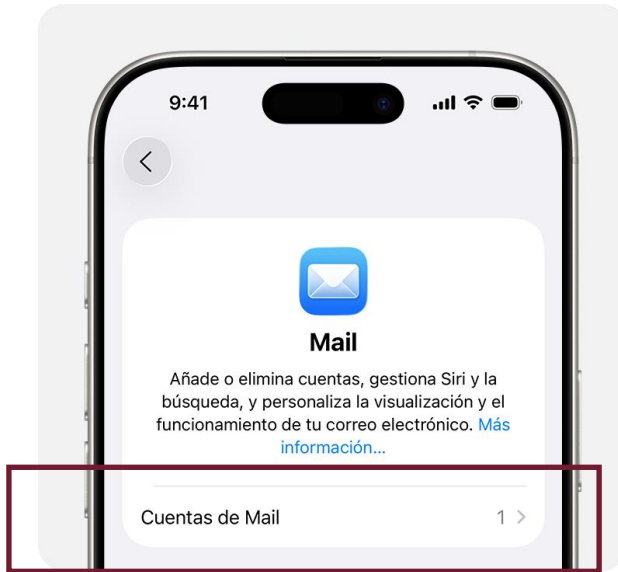 9:41
Mail
Añade o elimina cuentas, gestiona Siri y la
búsqueda, y personaliza la visualización y el
funcionamiento de tu correo electrónico. Más
información...
Cuentas de Mail 1